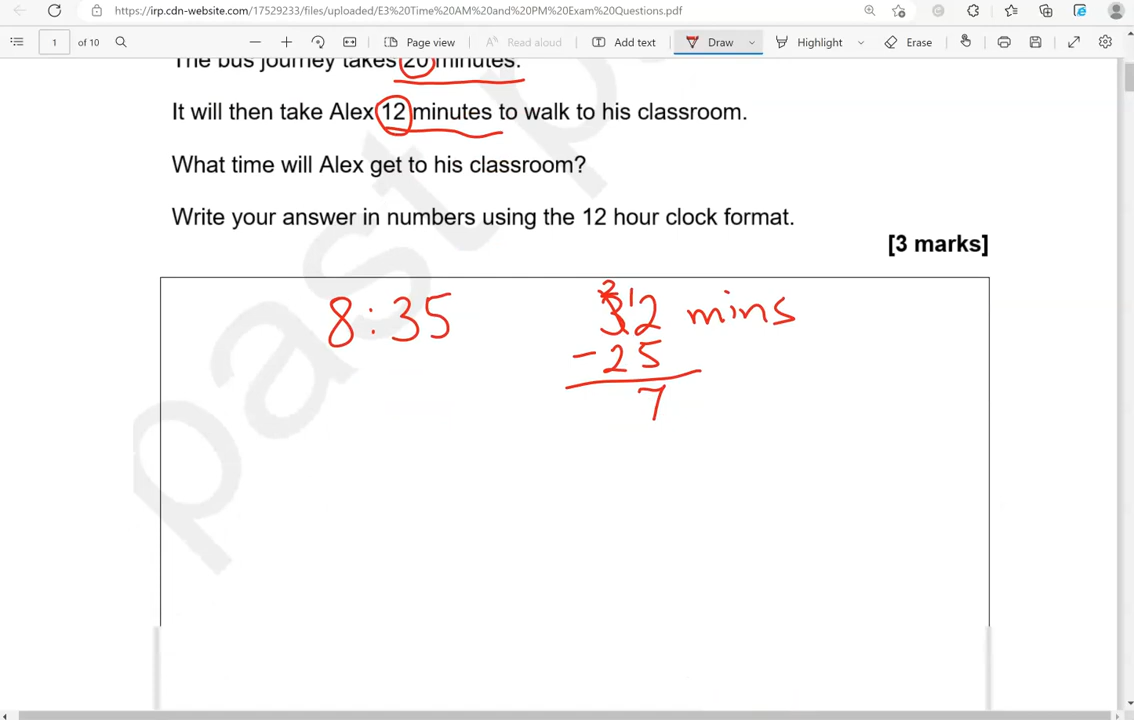 https://irp.cdn-website.com/17529233/files/uploaded/E3%20Time%20AM%20and%20PM%20Exam%20Questions.pdf
1 of 10 Page view Read aloud Add text Draw Highlight Erase
The bus journey takes 20 minutes.
It will then take Alex 12 minutes to walk to his classroom.
What time will Alex get to his classroom?
Write your answer in numbers using the 12 hour clock format.
[3 marks]
2 1
8:35 32 mins
- 25
7
past p